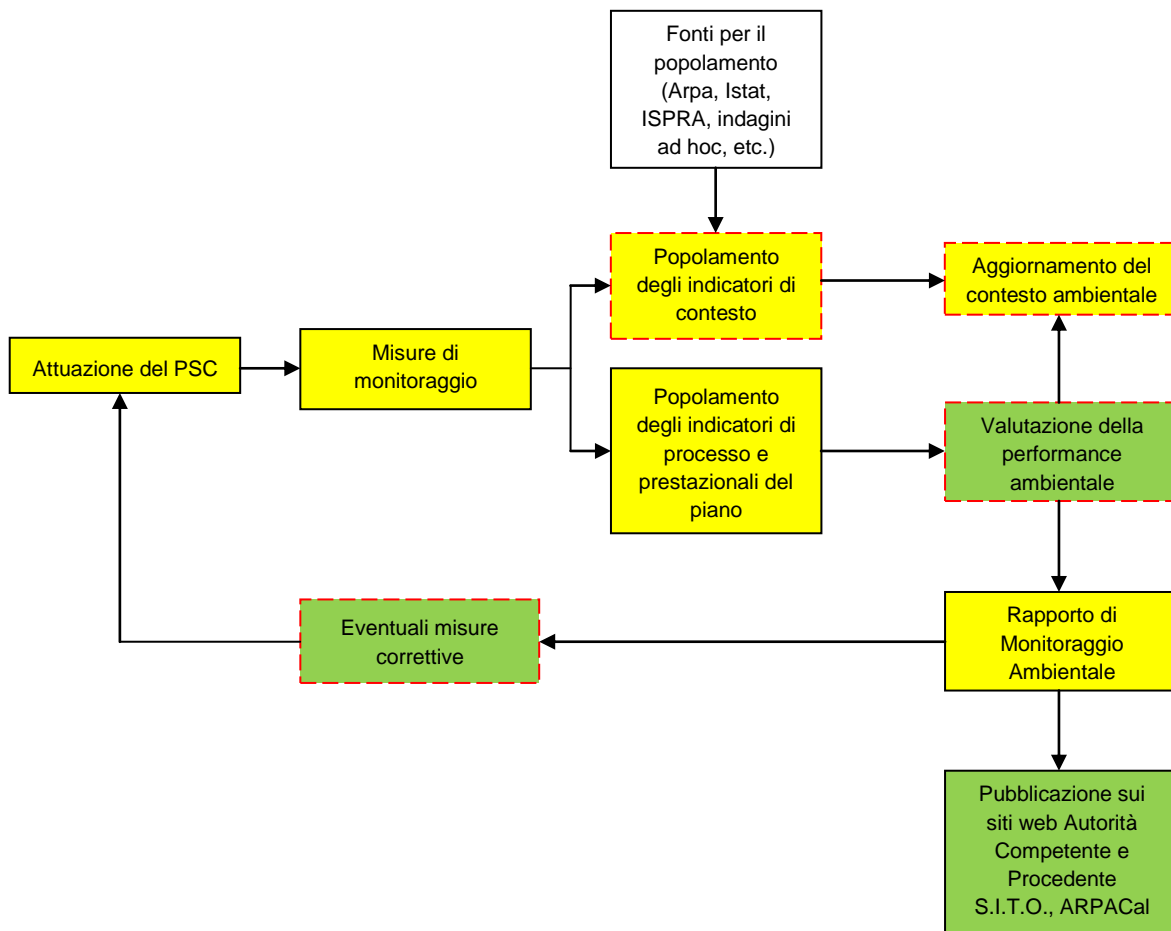 Fonti per il
popolamento
(Arpa, Istat,
ISPRA, indagini
ad hoc, etc.)
Popolamento
degli indicatori di
contesto
Aggiornamento del
contesto ambientale
Attuazione del PSC
Misure di
monitoraggio
Popolamento
degli indicatori di
processo e
prestazionali del
piano
Valutazione della
performance
ambientale
Eventuali misure
correttive
Rapporto di
Monitoraggio
Ambientale
Pubblicazione sui
siti web Autorità
Competente e
Procedente
S.I.T.O., ARPACal